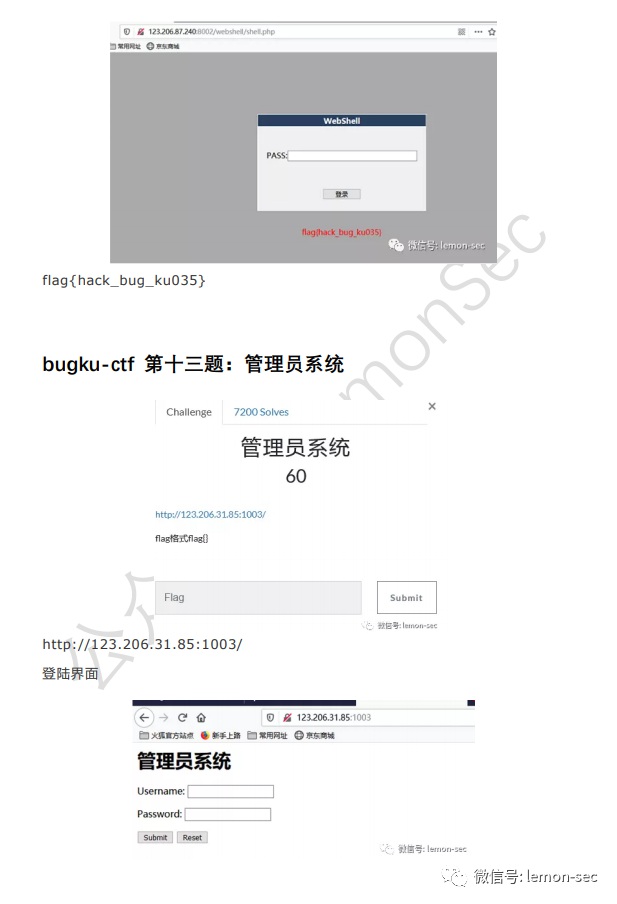 123.206.87.240:8002/webshell/shell.php
常用网址 京东商城
WebShell
PASS:
登录
flag{hack_bug_ku035}
微信号: lemon-sec
flag{hack_bug_ku035}
bugku-ctf 第十三题：管理员系统
Challenge 7200 Solves ×
管理员系统
60
http://123.206.31.85:1003/
flag格式flag{}
Flag Submit
微信号: lemon-sec
http://123.206.31.85:1003/
登陆界面
123.206.31.85:1003
火狐官方站点 新手上路 常用网址 京东商城
管理员系统
Username:
Password:
Submit Reset
微信号: lemon-sec
微信号: lemon-sec
monSec